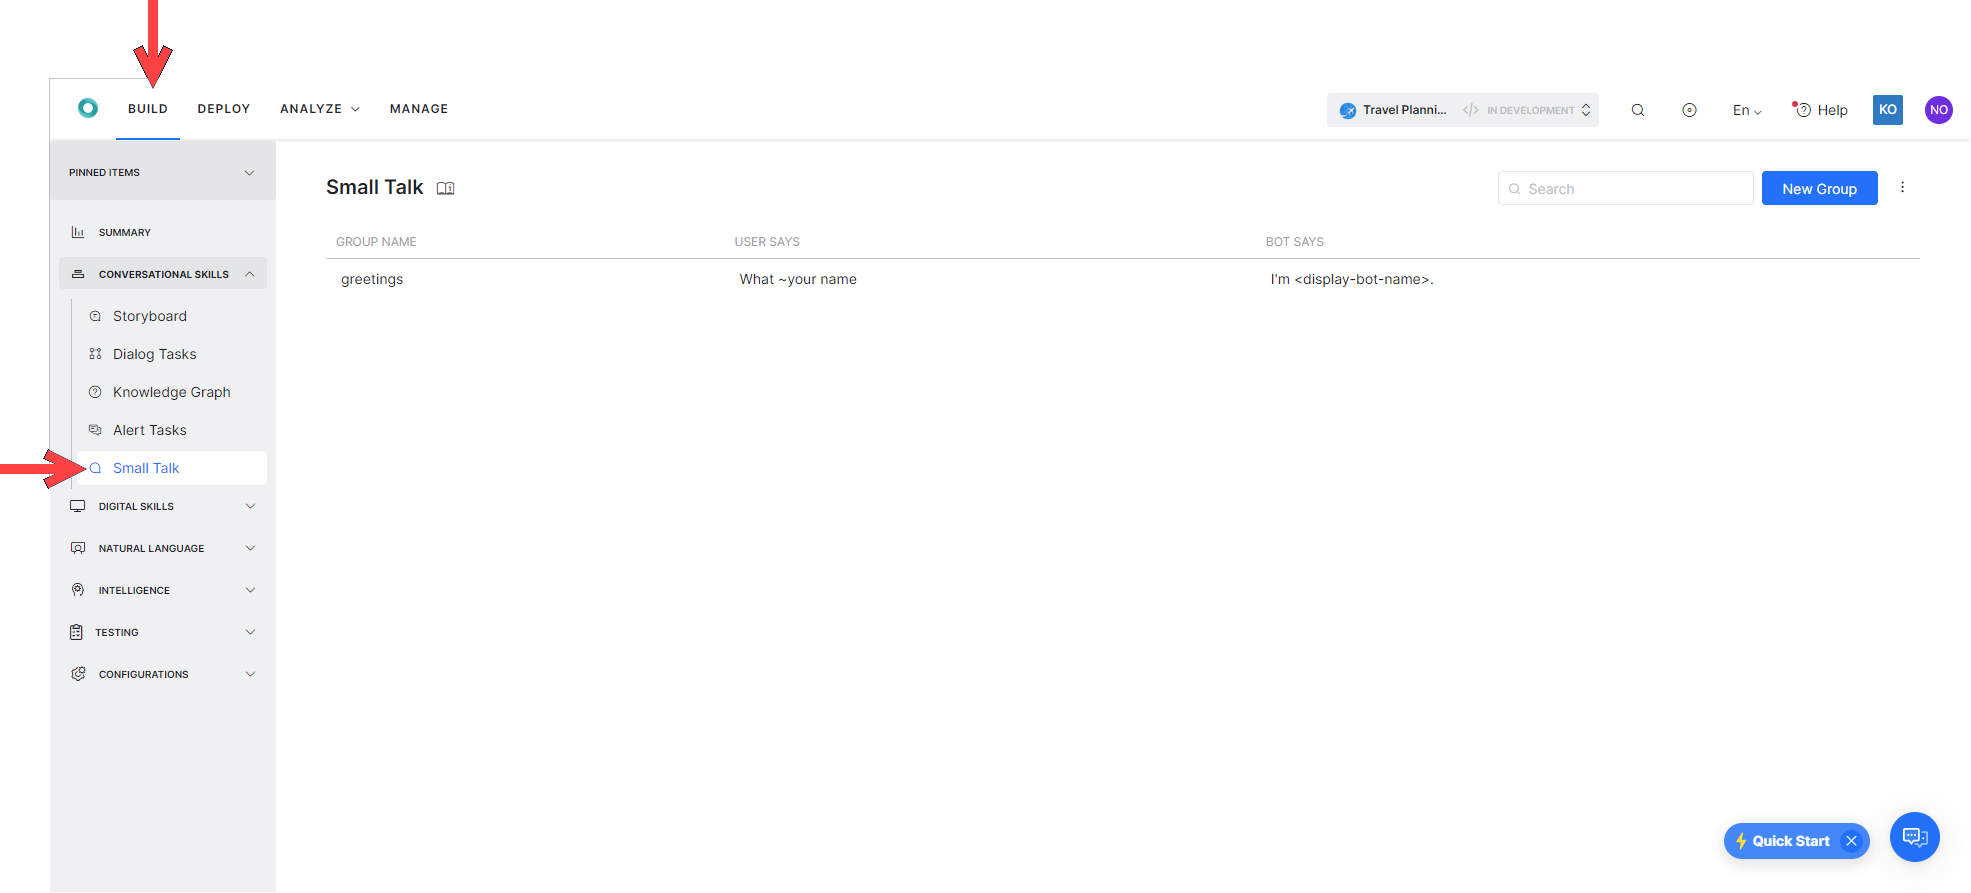 BUILD DEPLOY ANALYZE MANAGE
Travel Planni... </> IN DEVELOPMENT En Help KO NO
PINNED ITEMS
SUMMARY
CONVERSATIONAL SKILLS
Storyboard
Dialog Tasks
Knowledge Graph
Alert Tasks
Small Talk
DIGITAL SKILLS
NATURAL LANGUAGE
INTELLIGENCE
TESTING
CONFIGURATIONS
Small Talk
Search New Group
GROUP NAME USER SAYS BOT SAYS
greetings What ~your name I'm <display-bot-name>.
Quick Start